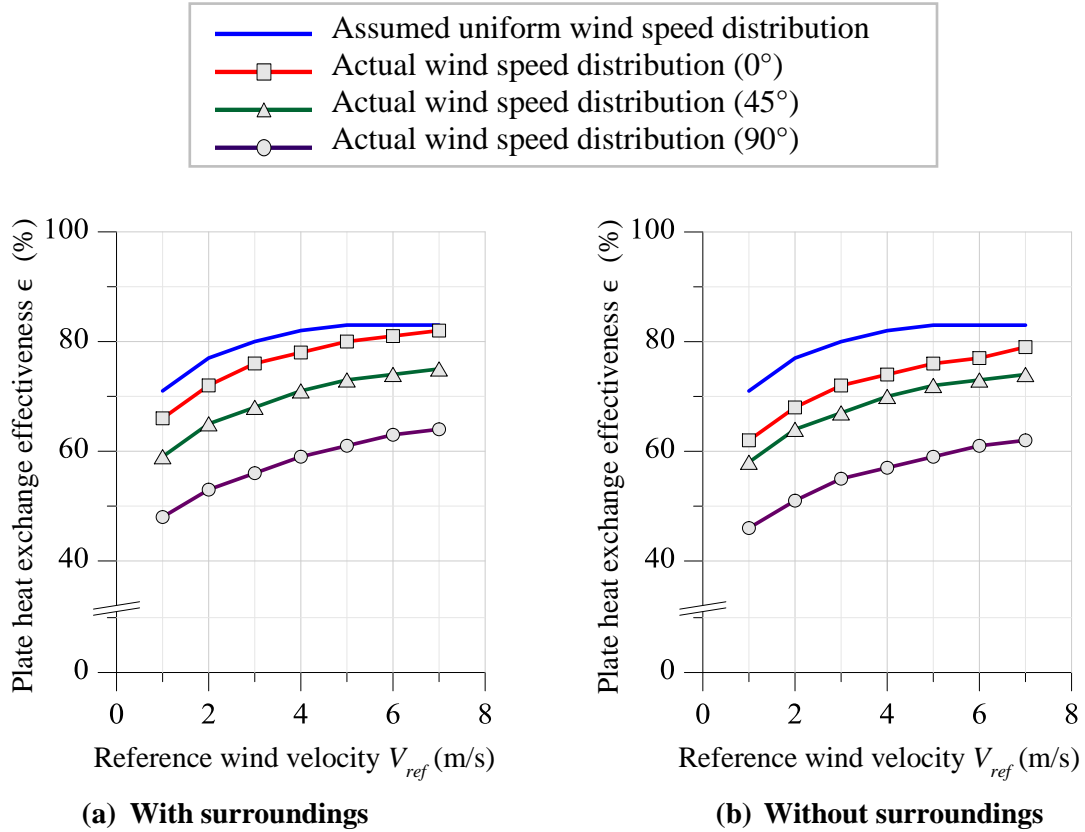 Assumed uniform wind speed distribution
Actual wind speed distribution (0°)
Actual wind speed distribution (45°)
Actual wind speed distribution (90°)
Plate heat exchange effectiveness ϵ (%)
100
80
60
40
0
0 2 4 6 8
Reference wind velocity Vref (m/s)
(a) With surroundings
Plate heat exchange effectiveness ϵ (%)
100
80
60
40
0
0 2 4 6 8
Reference wind velocity Vref (m/s)
(b) Without surroundings